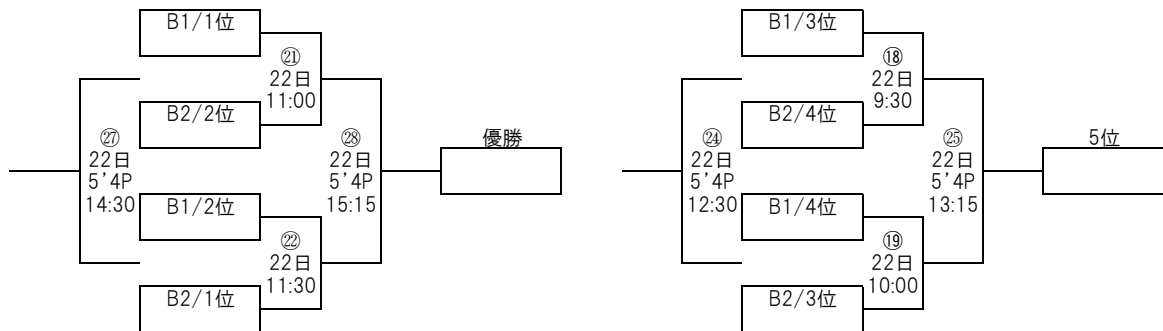 B1/1位
㉑
22日
11:00
B2/2位
㉗
22日
5'4P
14:30
㉘
22日
5'4P
15:15
優勝
B1/2位
㉒
22日
11:30
B2/1位
B1/3位
⑱
22日
9:30
B2/4位
㉔
22日
5'4P
12:30
㉕
22日
5'4P
13:15
5位
B1/4位
⑲
22日
10:00
B2/3位